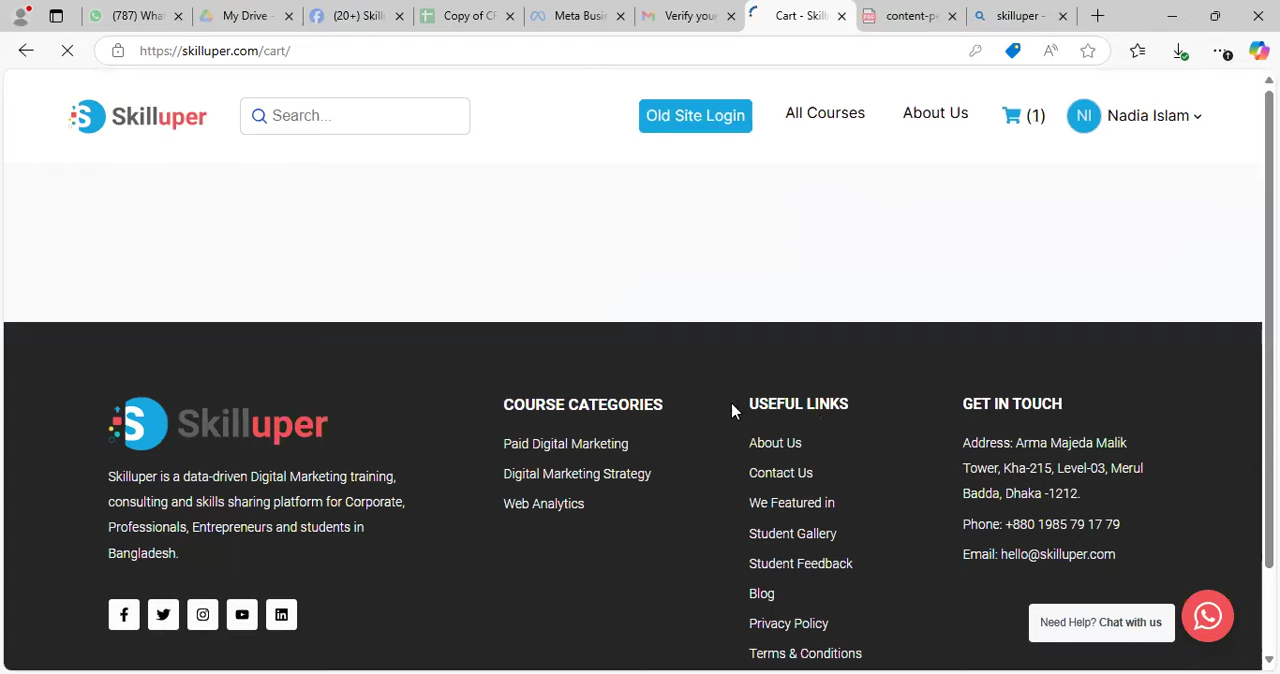 (787) What
My Drive -
(20+) Skill
Copy of CF
Meta Busi
Verify your
Cart - Skill
content-p
skilluper -
https://skilluper.com/cart/
Skilluper
Search...
Old Site Login
All Courses
About Us
(1)
NI
Nadia Islam
Skilluper
Skilluper is a data-driven Digital Marketing training,
consulting and skills sharing platform for Corporate,
Professionals, Entrepreneurs and students in
Bangladesh.
COURSE CATEGORIES
Paid Digital Marketing
Digital Marketing Strategy
Web Analytics
USEFUL LINKS
About Us
Contact Us
We Featured in
Student Gallery
Student Feedback
Blog
Privacy Policy
Terms & Conditions
GET IN TOUCH
Address: Arma Majeda Malik
Tower, Kha-215, Level-03, Merul
Badda, Dhaka -1212.
Phone: +880 1985 79 17 79
Email: hello@skilluper.com
Need Help? Chat with us